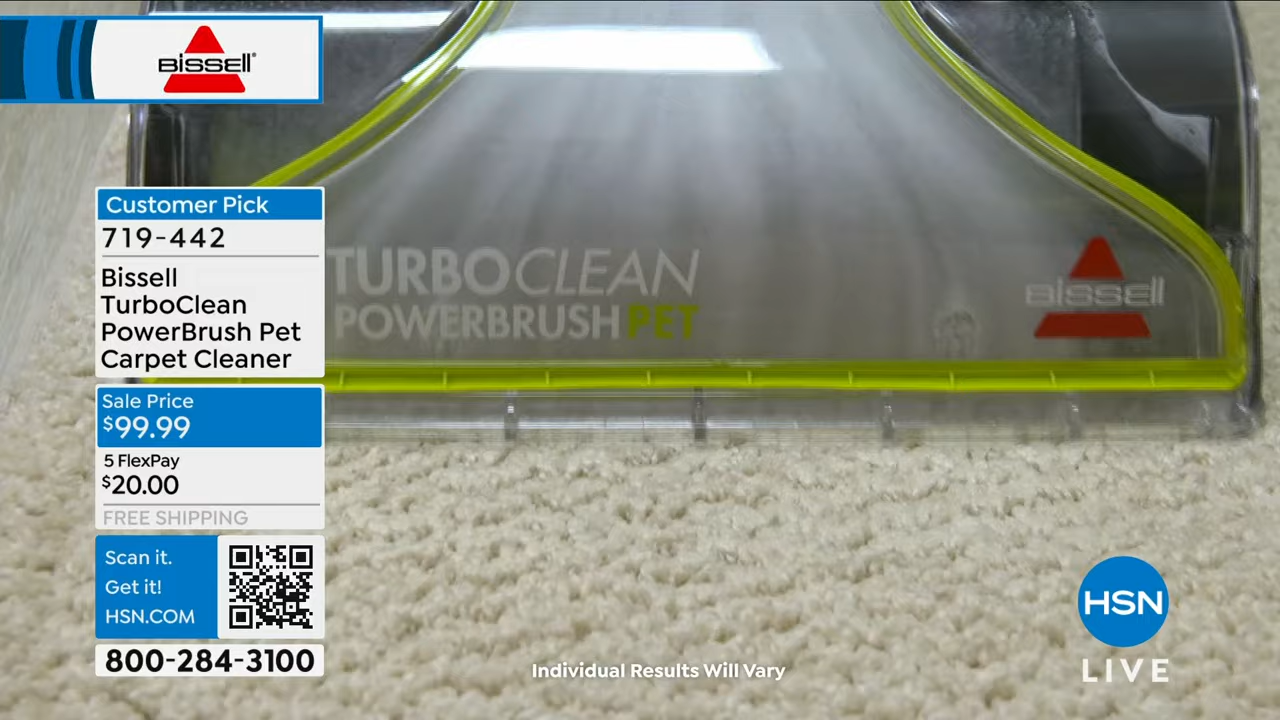 BISSELL
Customer Pick
719-442
Bissell
TurboClean
PowerBrush Pet
Carpet Cleaner
Sale Price
$99.99
5 FlexPay
$20.00
FREE SHIPPING
Scan it.
Get it!
HSN.COM
800-284-3100
TURBOCLEAN
POWERBRUSH PET
BISSELL
Individual Results Will Vary
HSN
LIVE